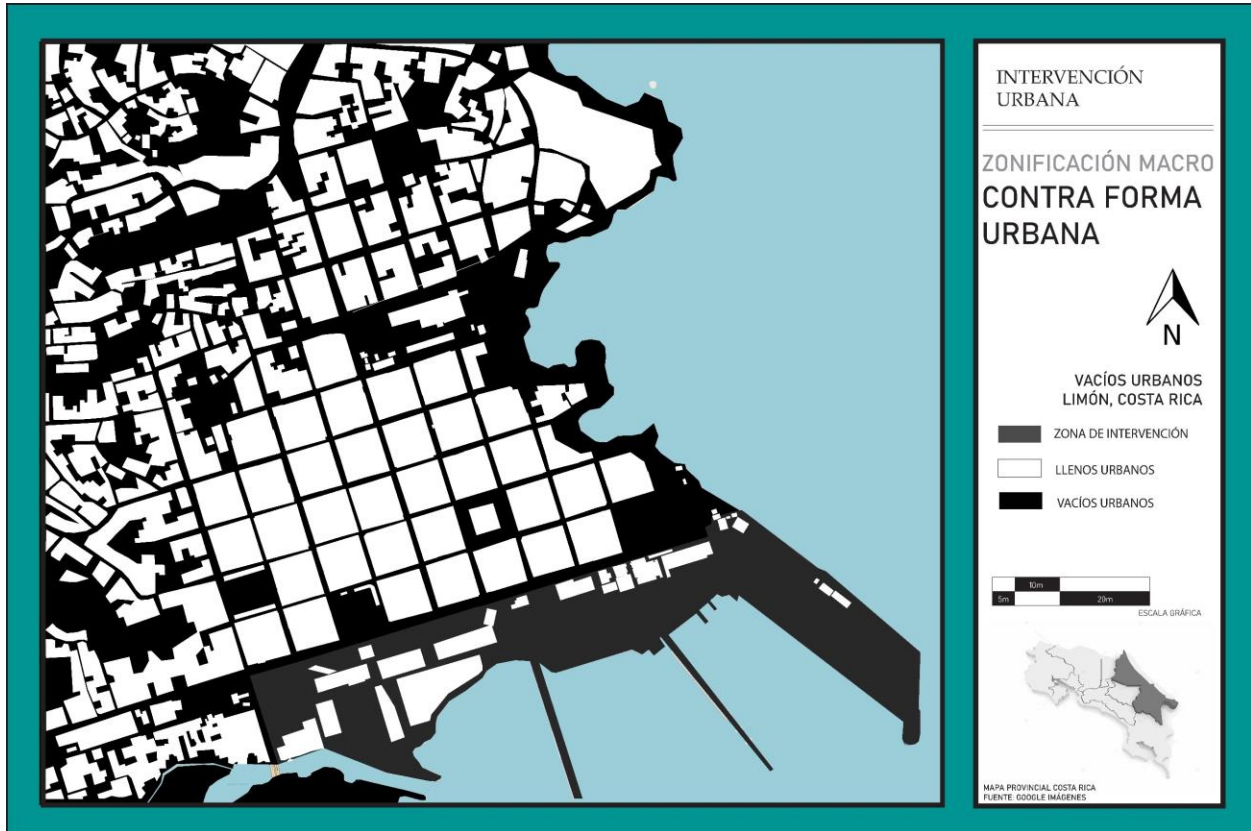 INTERVENCIÓN
URBANA
ZONIFICACIÓN MACRO
CONTRA FORMA
URBANA
N
VACÍOS URBANOS
LIMÓN, COSTA RICA
ZONA DE INTERVENCIÓN
LLENOS URBANOS
VACÍOS URBANOS
10m
5m 20m
ESCALA GRÁFICA
MAPA PROVINCIAL COSTA RICA
FUENTE: GOOGLE IMÁGENES